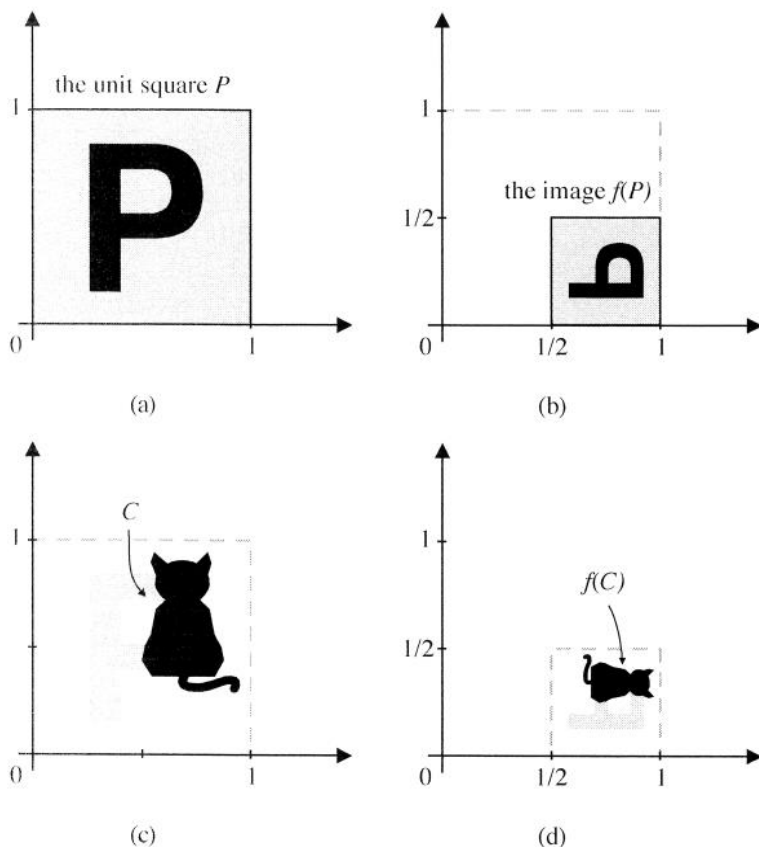 the unit square P
1
P
0
1
(a)
1
the image f(P)
1/2
P
0
1/2
1
(b)
C
1
0
1
(c)
1
f(C)
1/2
0
1/2
1
(d)